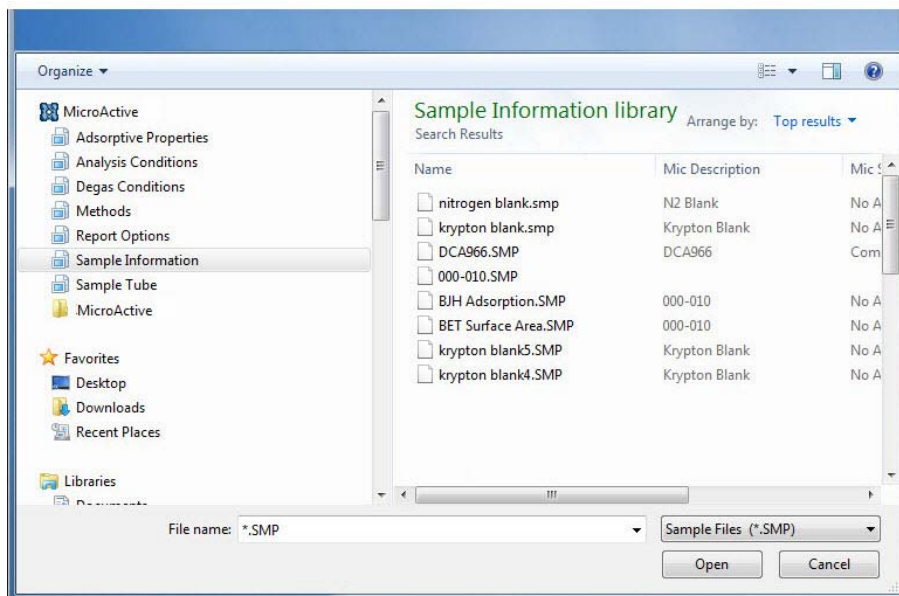 Organize
MicroActive
Adsorptive Properties
Analysis Conditions
Degas Conditions
Methods
Report Options
Sample Information
Sample Tube
MicroActive
Favorites
Desktop
Downloads
Recent Places
Libraries
Documents
Sample Information library
Search Results
Arrange by: Top results
Name Mic Description Mic S
nitrogen blank.smp N2 Blank No A
krypton blank.smp Krypton Blank No A
DCA966.SMP DCA966 Com
000-010.SMP
BJH Adsorption.SMP 000-010 No A
BET Surface Area.SMP 000-010 No A
krypton blank5.SMP Krypton Blank No A
krypton blank4.SMP Krypton Blank No A
File name: *.SMP
Sample Files (*.SMP)
Open Cancel